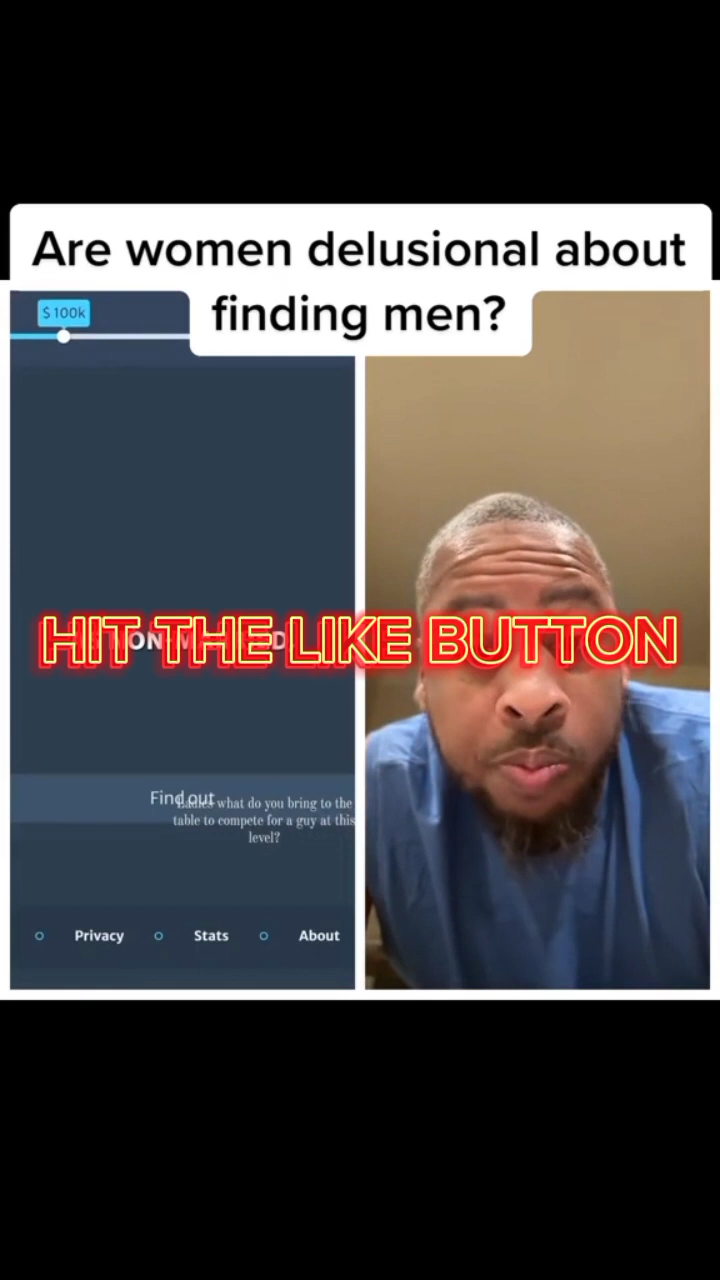 Are women delusional about
finding men?
$ 100k
HIT THE LIKE BUTTON
Find out
what do you bring to the
table to compete for a guy at this
level?
Privacy
Stats
About